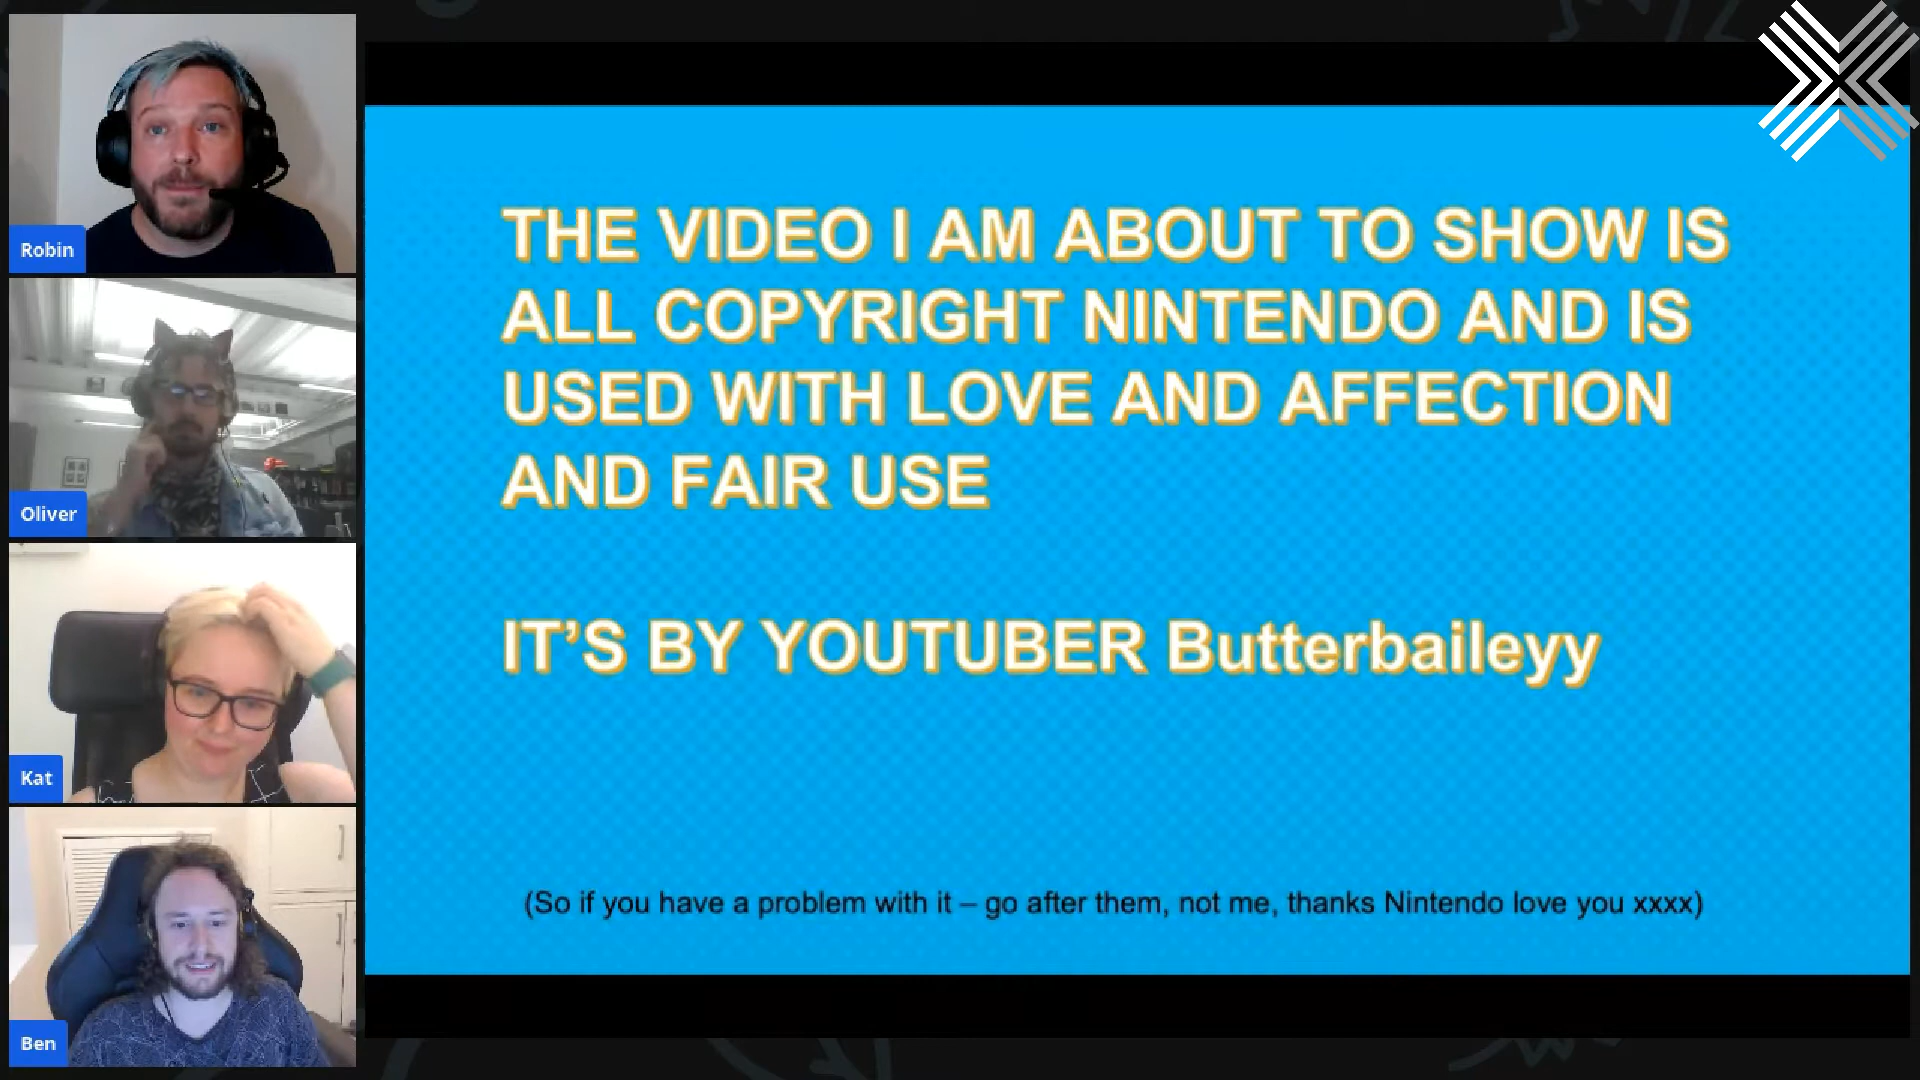 Robin
Oliver
Kat
Ben
THE VIDEO I AM ABOUT TO SHOW IS
ALL COPYRIGHT NINTENDO AND IS
USED WITH LOVE AND AFFECTION
AND FAIR USE
IT'S BY YOUTUBER Butterbaileyy
(So if you have a problem with it – go after them, not me, thanks Nintendo love you xxxx)